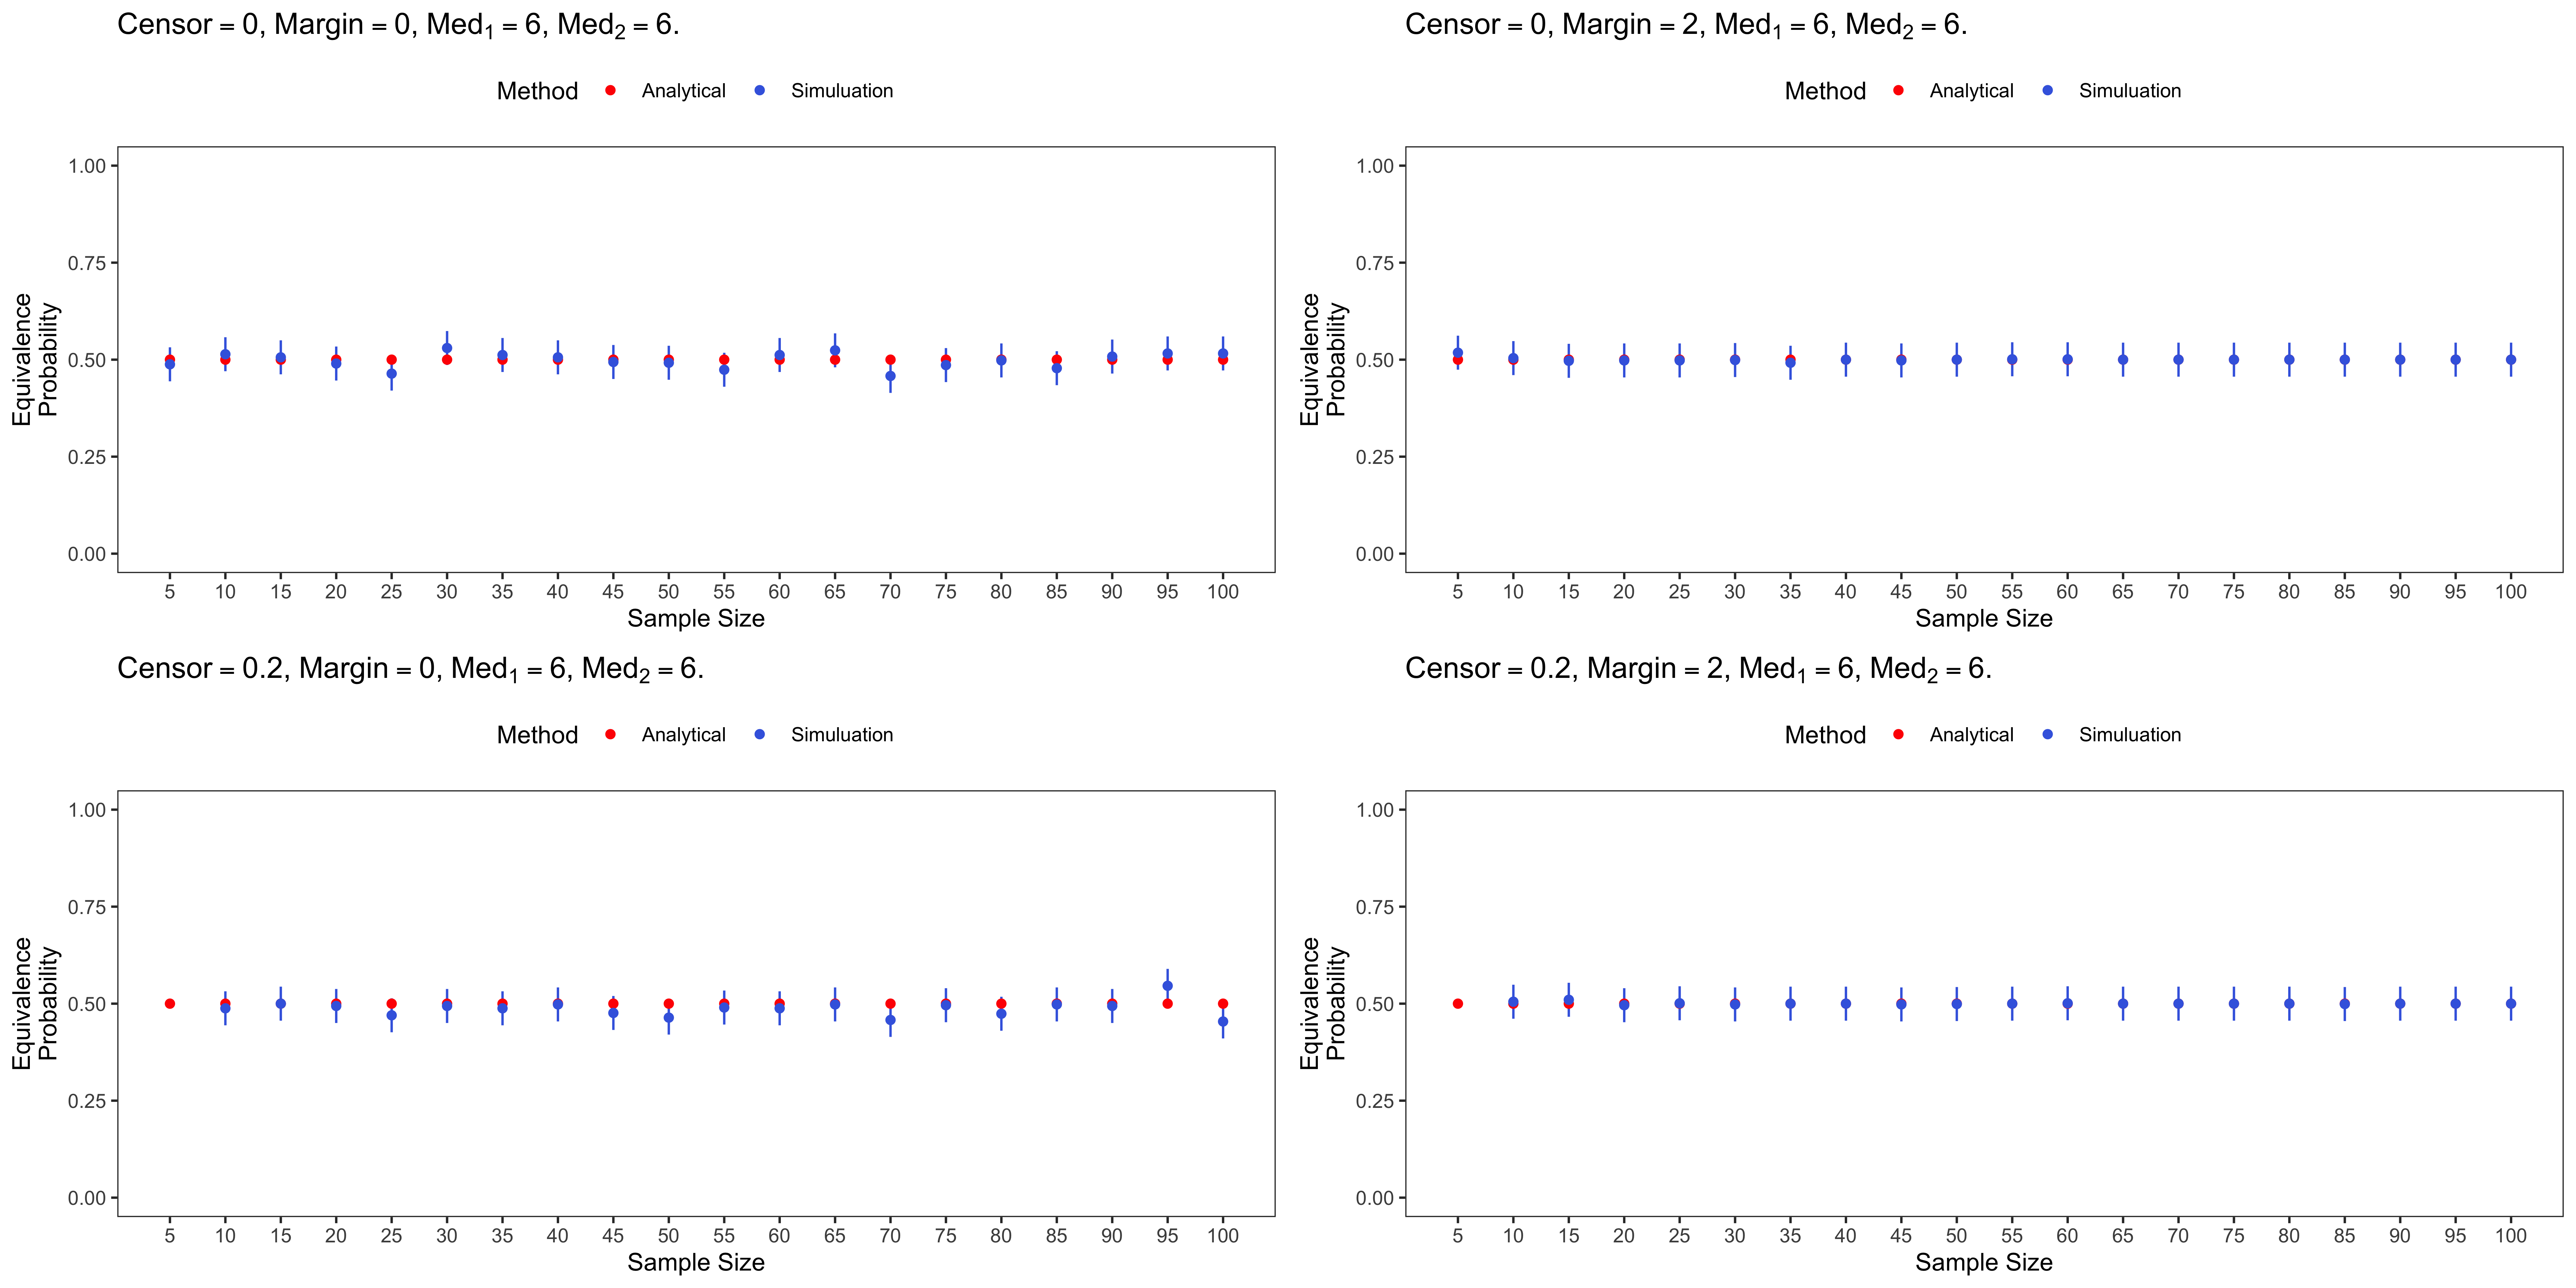 Censor = 0, Margin = 0, Med₁ = 6, Med₂ = 6.
Method Analytical Simuluation
1.00
0.75
0.50
0.25
0.00
Equivalence
Probability
5 10 15 20 25 30 35 40 45 50 55 60 65 70 75 80 85 90 95 100
Sample Size
Censor = 0, Margin = 2, Med₁ = 6, Med₂ = 6.
Method Analytical Simuluation
1.00
0.75
0.50
0.25
0.00
Equivalence
Probability
5 10 15 20 25 30 35 40 45 50 55 60 65 70 75 80 85 90 95 100
Sample Size
Censor = 0.2, Margin = 0, Med₁ = 6, Med₂ = 6.
Method Analytical Simuluation
1.00
0.75
0.50
0.25
0.00
Equivalence
Probability
5 10 15 20 25 30 35 40 45 50 55 60 65 70 75 80 85 90 95 100
Sample Size
Censor = 0.2, Margin = 2, Med₁ = 6, Med₂ = 6.
Method Analytical Simuluation
1.00
0.75
0.50
0.25
0.00
Equivalence
Probability
5 10 15 20 25 30 35 40 45 50 55 60 65 70 75 80 85 90 95 100
Sample Size